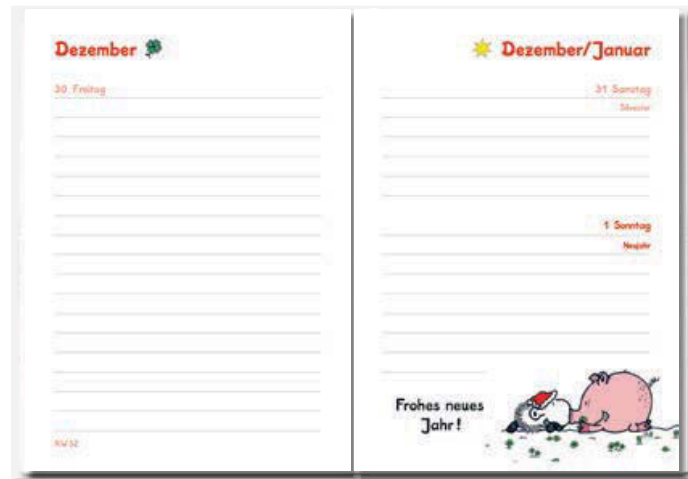 Dezember
30 Freitag
KW 52
Dezember/Januar
31 Samstag
Silvester
1 Sonntag
Neujahr
Frohes neues
Jahr!